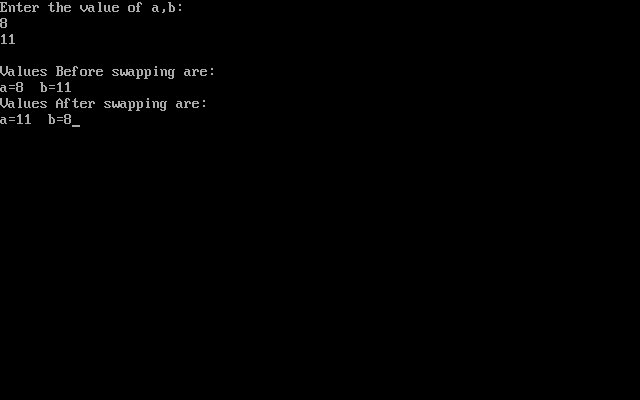 Enter the value of a,b:
8
11
Values Before swapping are:
a=8  b=11
Values After swapping are:
a=11  b=8_